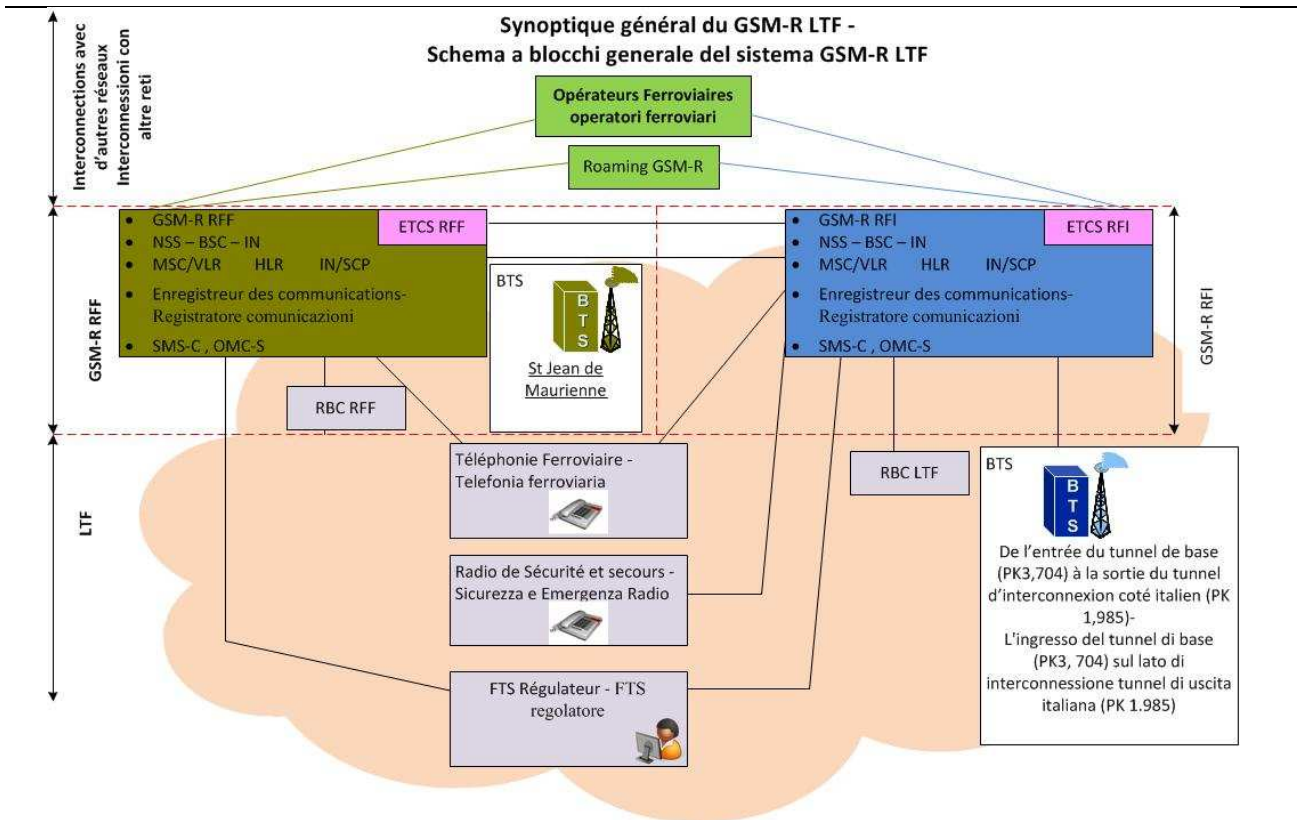 Synoptique général du GSM-R LTF -
Schema a blocchi generale del sistema GSM-R LTF
Interconnections avec
d'autres réseaux
Interconnessioni con
altre reti
Opérateurs Ferroviaires
operatori ferroviari
Roaming GSM-R
GSM-R RFF
• GSM-R RFF
ETCS RFF
• NSS – BSC – IN
• MSC/VLR HLR IN/SCP
• Enregistreur des communications-
Registratore comunicazioni
• SMS-C , OMC-S
BTS
BTS
St Jean de
Maurienne
• GSM-R RFI
ETCS RFI
• NSS – BSC – IN
• MSC/VLR HLR IN/SCP
• Enregistreur des communications-
Registratore comunicazioni
• SMS-C , OMC-S
GSM-R RFI
RBC RFF
LTF
Téléphonie Ferroviaire -
Telefonia ferroviaria
RBC LTF
Radio de Sécurité et secours -
Sicurezza e Emergenza Radio
FTS Régulateur - FTS
regolatore
BTS
BTS
De l'entrée du tunnel de base
(PK3,704) à la sortie du tunnel
d'interconnexion coté italien (PK
1,985)-
L'ingresso del tunnel di base
(PK3, 704) sul lato di
interconnessione tunnel di uscita
italiana (PK 1.985)